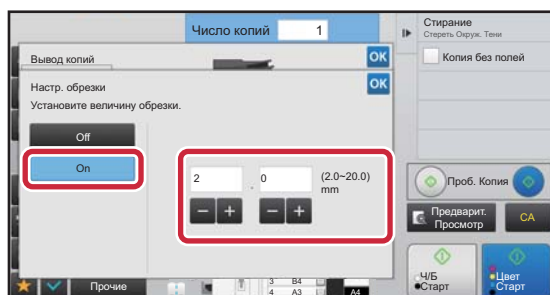 Число копий 1
Стирание
Стереть Окруж. Тени
Вывод копий
OK
Копия без полей
Настр. обрезки
OK
Установите величину обрезки.
Off
On
2 . 0 (2.0~20.0)
mm
Проб. Копия
Предварит.
Просмотр
CA
Ч/Б
Старт
Цвет
Старт
Прочие
3 B4
4 A3
A4